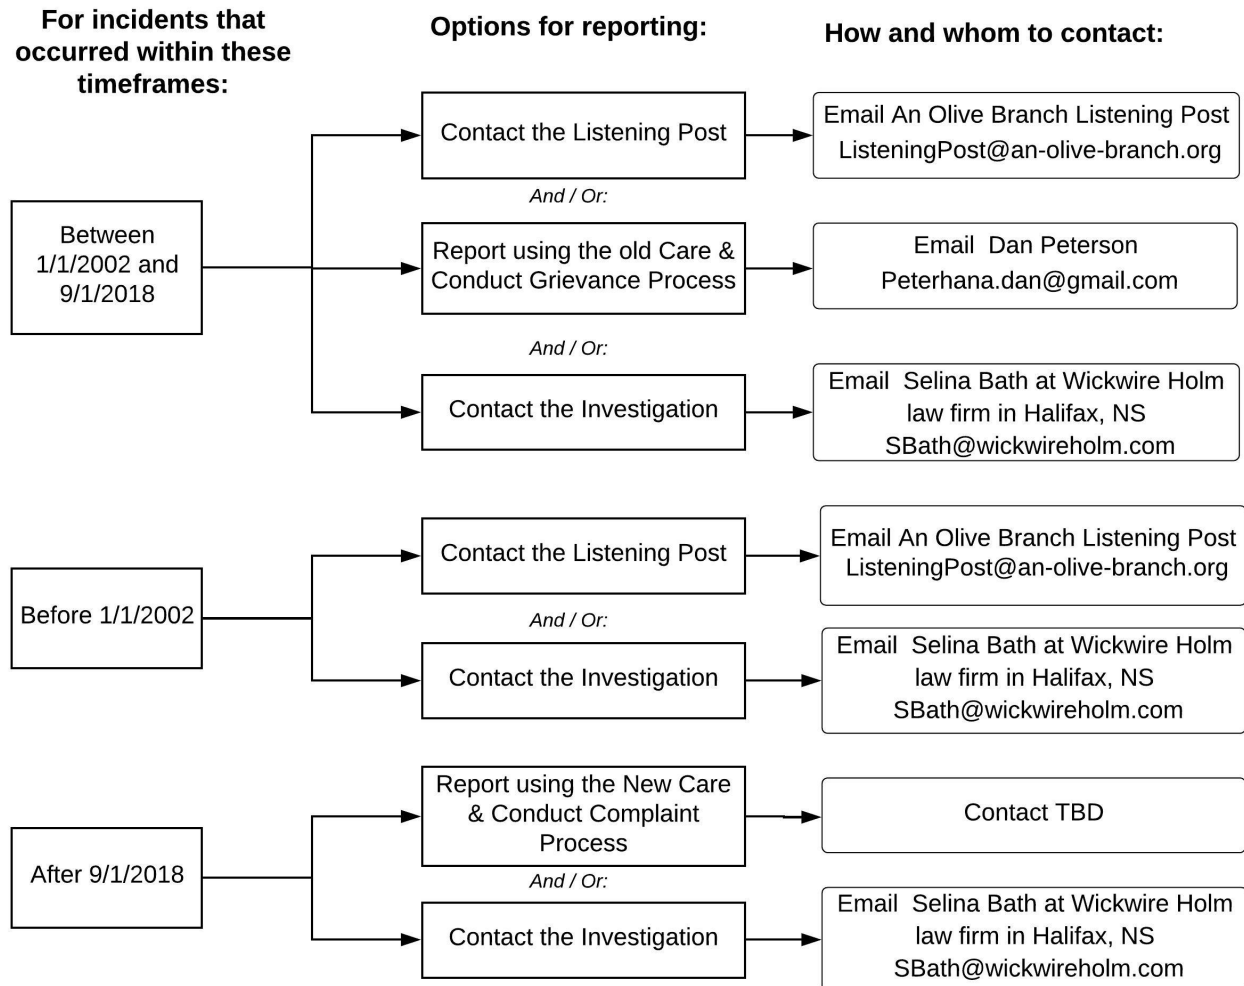 For incidents that
occurred within these
timeframes:
Options for reporting:
How and whom to contact:
Between
1/1/2002 and
9/1/2018
Contact the Listening Post
Email An Olive Branch Listening Post
ListeningPost@an-olive-branch.org
And / Or:
Report using the old Care &
Conduct Grievance Process
Email  Dan Peterson
Peterhana.dan@gmail.com
And / Or:
Contact the Investigation
Email  Selina Bath at Wickwire Holm
law firm in Halifax, NS
SBath@wickwireholm.com
Before 1/1/2002
Contact the Listening Post
Email An Olive Branch Listening Post
ListeningPost@an-olive-branch.org
And / Or:
Contact the Investigation
Email  Selina Bath at Wickwire Holm
law firm in Halifax, NS
SBath@wickwireholm.com
After 9/1/2018
Report using the New Care
& Conduct Complaint
Process
Contact TBD
And / Or:
Contact the Investigation
Email  Selina Bath at Wickwire Holm
law firm in Halifax, NS
SBath@wickwireholm.com